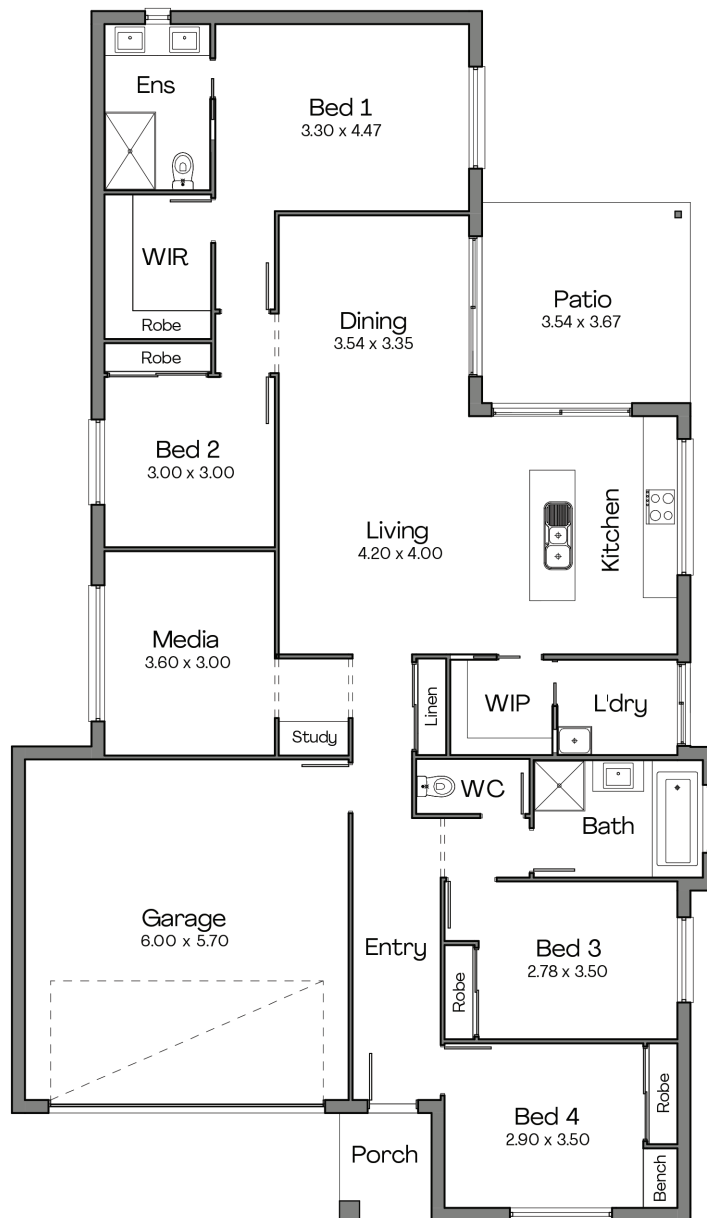 Ens
Bed 1
3.30 x 4.47
WIR
Robe
Robe
Patio
3.54 x 3.67
Dining
3.54 x 3.35
Bed 2
3.00 x 3.00
Living
4.20 x 4.00
Kitchen
Media
3.60 x 3.00
Study
Linen
WIP
L'dry
WC
Bath
Garage
6.00 x 5.70
Entry
Bed 3
2.78 x 3.50
Robe
Bed 4
2.90 x 3.50
Robe
Bench
Porch